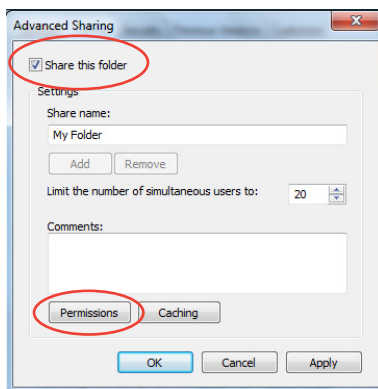 Advanced Sharing
Share this folder
Settings
Share name:
My Folder
Add Remove
Limit the number of simultaneous users to: 20
Comments:
Permissions Caching
OK Cancel Apply